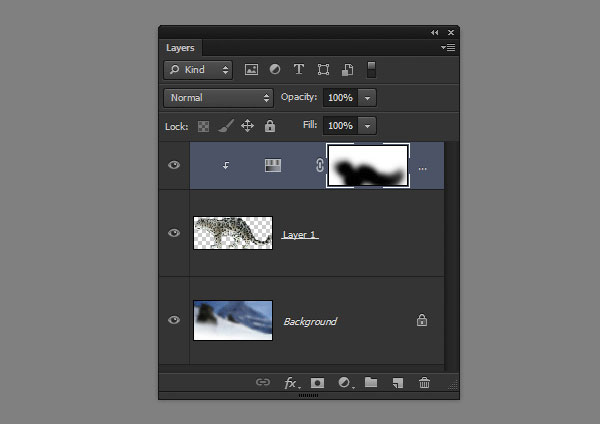 Layers
Kind
Normal Opacity: 100%
Lock: Fill: 100%
...
Layer 1
Background
fx